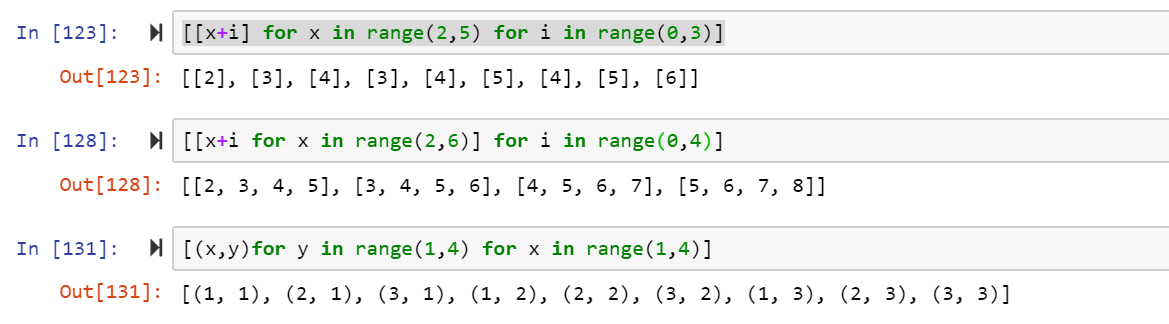 In [123]: [[x+i] for x in range(2,5) for i in range(0,3)]
Out[123]: [[2], [3], [4], [3], [4], [5], [4], [5], [6]]
In [128]: [[x+i for x in range(2,6)] for i in range(0,4)]
Out[128]: [[2, 3, 4, 5], [3, 4, 5, 6], [4, 5, 6, 7], [5, 6, 7, 8]]
In [131]: [(x,y)for y in range(1,4) for x in range(1,4)]
Out[131]: [(1, 1), (2, 1), (3, 1), (1, 2), (2, 2), (3, 2), (1, 3), (2, 3), (3, 3)]